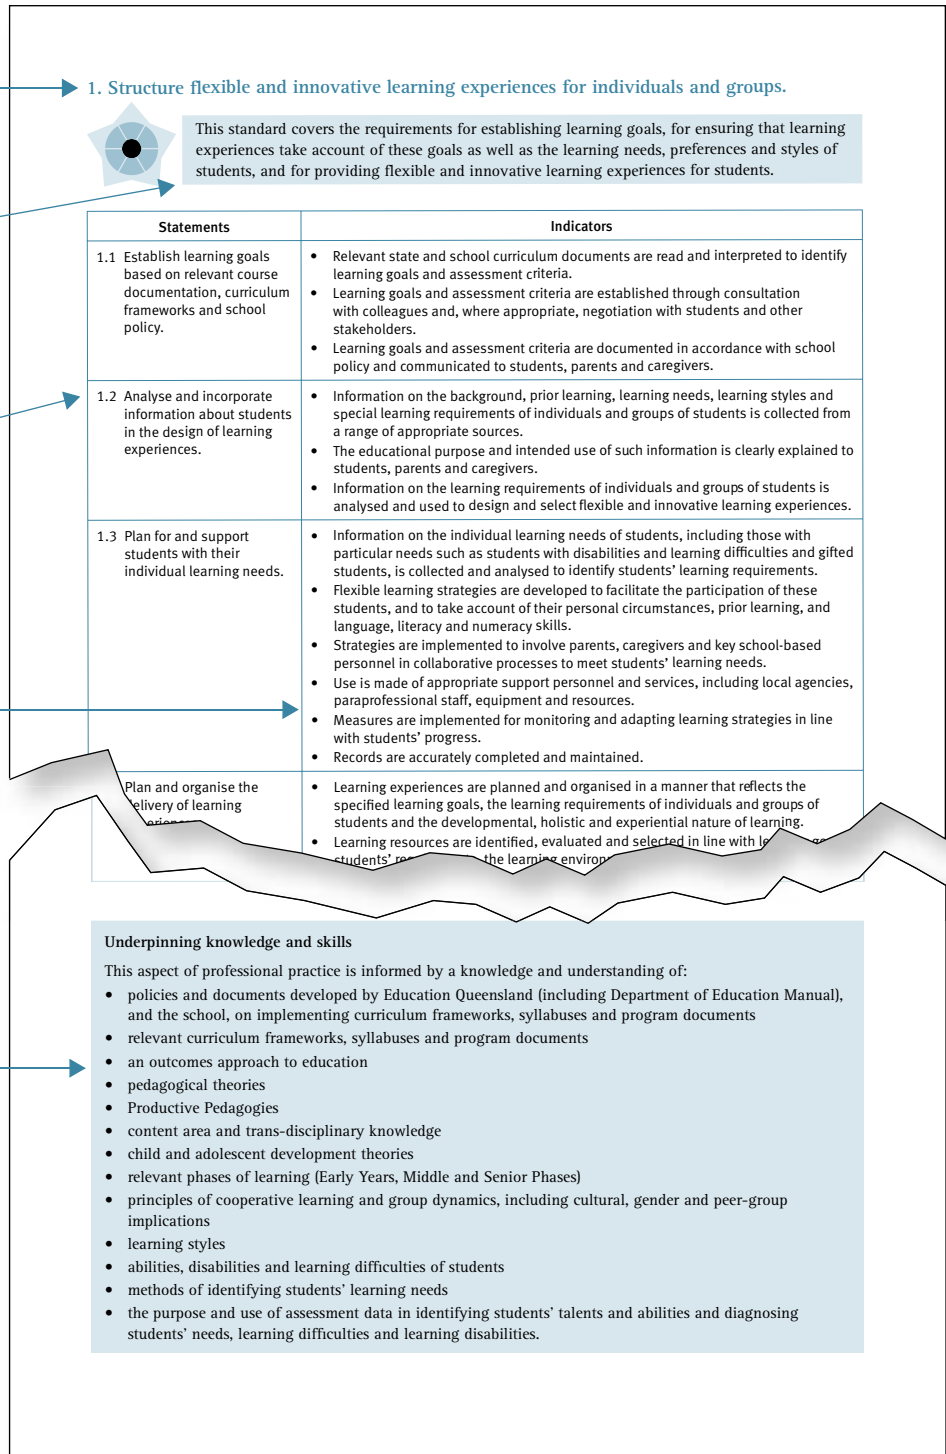 1. Structure flexible and innovative learning experiences for individuals and groups.
This standard covers the requirements for establishing learning goals, for ensuring that learning
experiences take account of these goals as well as the learning needs, preferences and styles of
students, and for providing flexible and innovative learning experiences for students.
Statements
Indicators
1.1 Establish learning goals
based on relevant course
documentation, curriculum
frameworks and school
policy.
• Relevant state and school curriculum documents are read and interpreted to identify
learning goals and assessment criteria.
• Learning goals and assessment criteria are established through consultation
with colleagues and, where appropriate, negotiation with students and other
stakeholders.
• Learning goals and assessment criteria are documented in accordance with school
policy and communicated to students, parents and caregivers.
1.2 Analyse and incorporate
information about students
in the design of learning
experiences.
• Information on the background, prior learning, learning needs, learning styles and
special learning requirements of individuals and groups of students is collected from
a range of appropriate sources.
• The educational purpose and intended use of such information is clearly explained to
students, parents and caregivers.
• Information on the learning requirements of individuals and groups of students is
analysed and used to design and select flexible and innovative learning experiences.
1.3 Plan for and support
students with their
individual learning needs.
• Information on the individual learning needs of students, including those with
particular needs such as students with disabilities and learning difficulties and gifted
students, is collected and analysed to identify students' learning requirements.
• Flexible learning strategies are developed to facilitate the participation of these
students, and to take account of their personal circumstances, prior learning, and
language, literacy and numeracy skills.
• Strategies are implemented to involve parents, caregivers and key school-based
personnel in collaborative processes to meet students' learning needs.
• Use is made of appropriate support personnel and services, including local agencies,
paraprofessional staff, equipment and resources.
• Measures are implemented for monitoring and adapting learning strategies in line
with students' progress.
• Records are accurately completed and maintained.
Plan and organise the
delivery of learning
• Learning experiences are planned and organised in a manner that reflects the
specified learning goals, the learning requirements of individuals and groups of
students and the developmental, holistic and experiential nature of learning.
• Learning resources are identified, evaluated and selected in line with
students' the learning
Underpinning knowledge and skills
This aspect of professional practice is informed by a knowledge and understanding of:
• policies and documents developed by Education Queensland (including Department of Education Manual),
and the school, on implementing curriculum frameworks, syllabuses and program documents
• relevant curriculum frameworks, syllabuses and program documents
• an outcomes approach to education
• pedagogical theories
• Productive Pedagogies
• content area and trans-disciplinary knowledge
• child and adolescent development theories
• relevant phases of learning (Early Years, Middle and Senior Phases)
• principles of cooperative learning and group dynamics, including cultural, gender and peer-group
implications
• learning styles
• abilities, disabilities and learning difficulties of students
• methods of identifying students' learning needs
• the purpose and use of assessment data in identifying students' talents and abilities and diagnosing
students' needs, learning difficulties and learning disabilities.